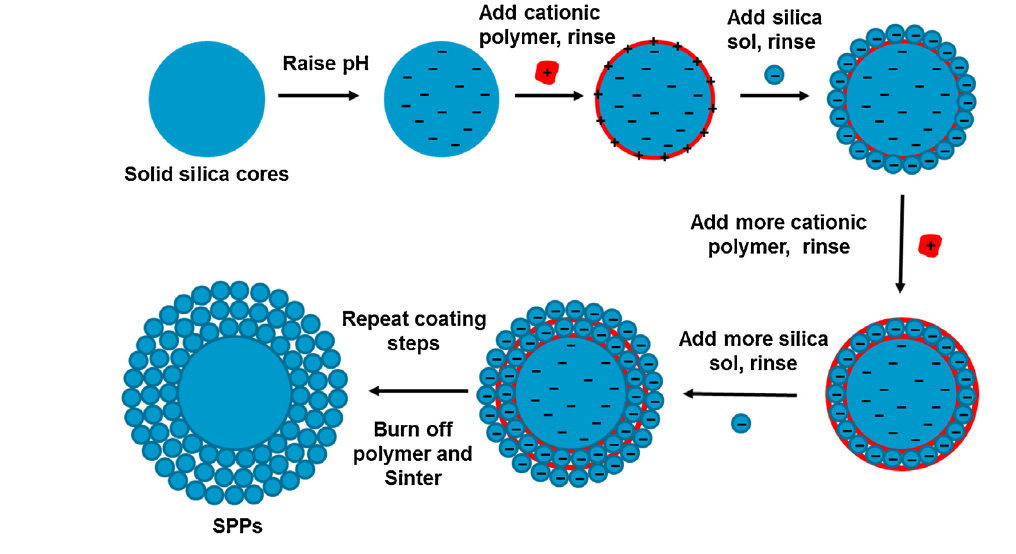 Solid silica cores
Raise pH
Add cationic
polymer, rinse
+
Add silica
sol, rinse
−
Add more cationic
polymer, rinse
+
Add more silica
sol, rinse
−
Repeat coating
steps
Burn off
polymer and
Sinter
SPPs